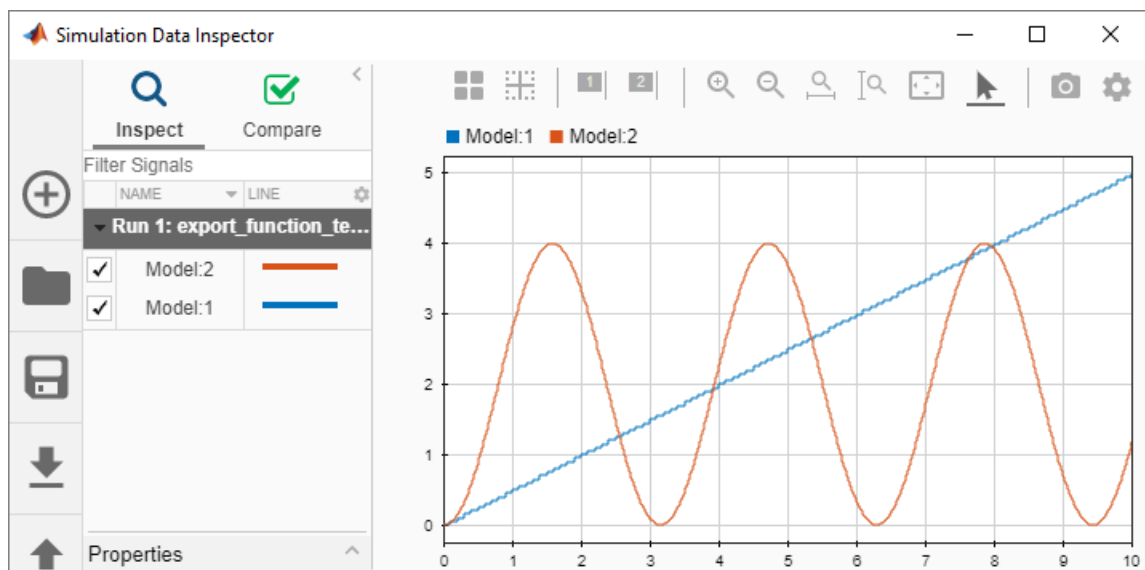 Simulation Data Inspector
1 2
Inspect Compare
Model:1 Model:2
Filter Signals
NAME LINE
Run 1: export_function_te...
Model:2
Model:1
Properties
5
4
3
2
1
0
0 1 2 3 4 5 6 7 8 9 10